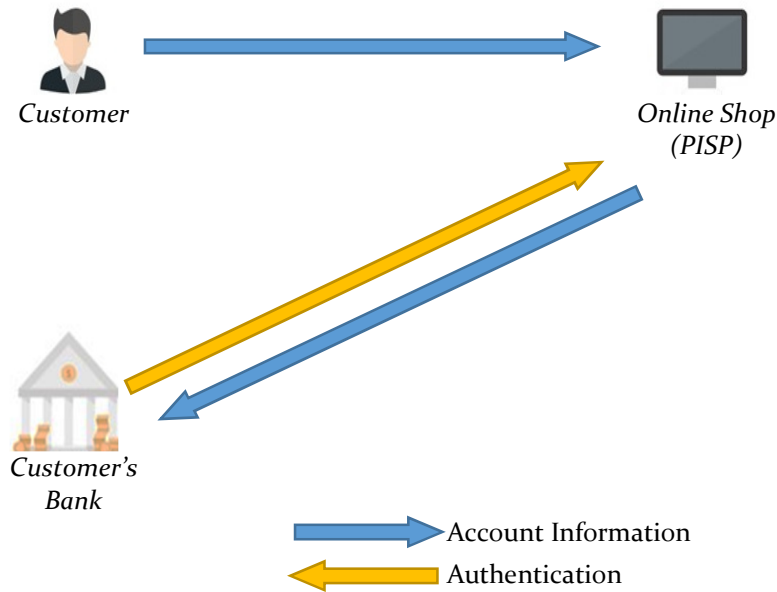 Customer
Online Shop
(PISP)
Customer's
Bank
Account Information
Authentication